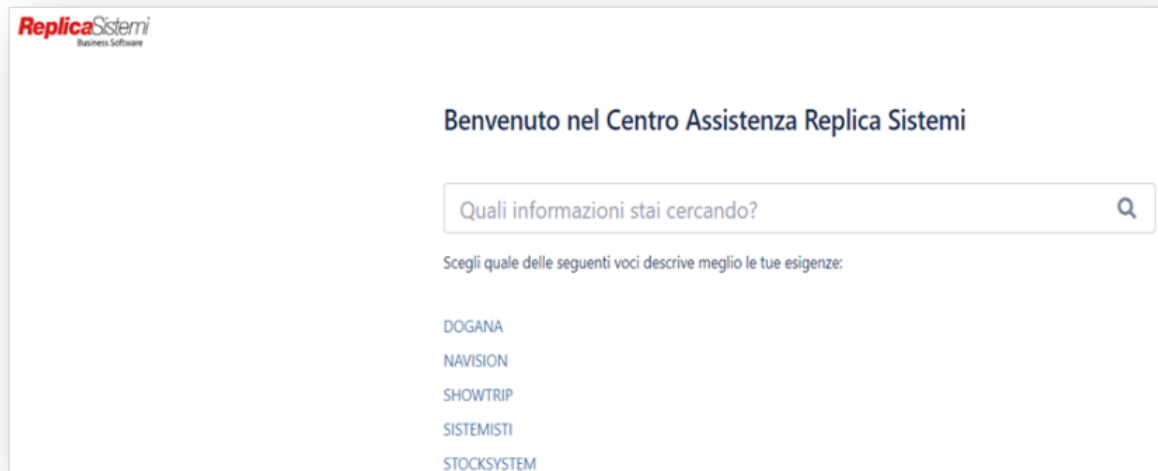 ReplicaSistemi
Business Software
Benvenuto nel Centro Assistenza Replica Sistemi
Quali informazioni stai cercando?
Scegli quale delle seguenti voci descrive meglio le tue esigenze:
DOGANA
NAVISION
SHOWTRIP
SISTEMISTI
STOCKSYSTEM